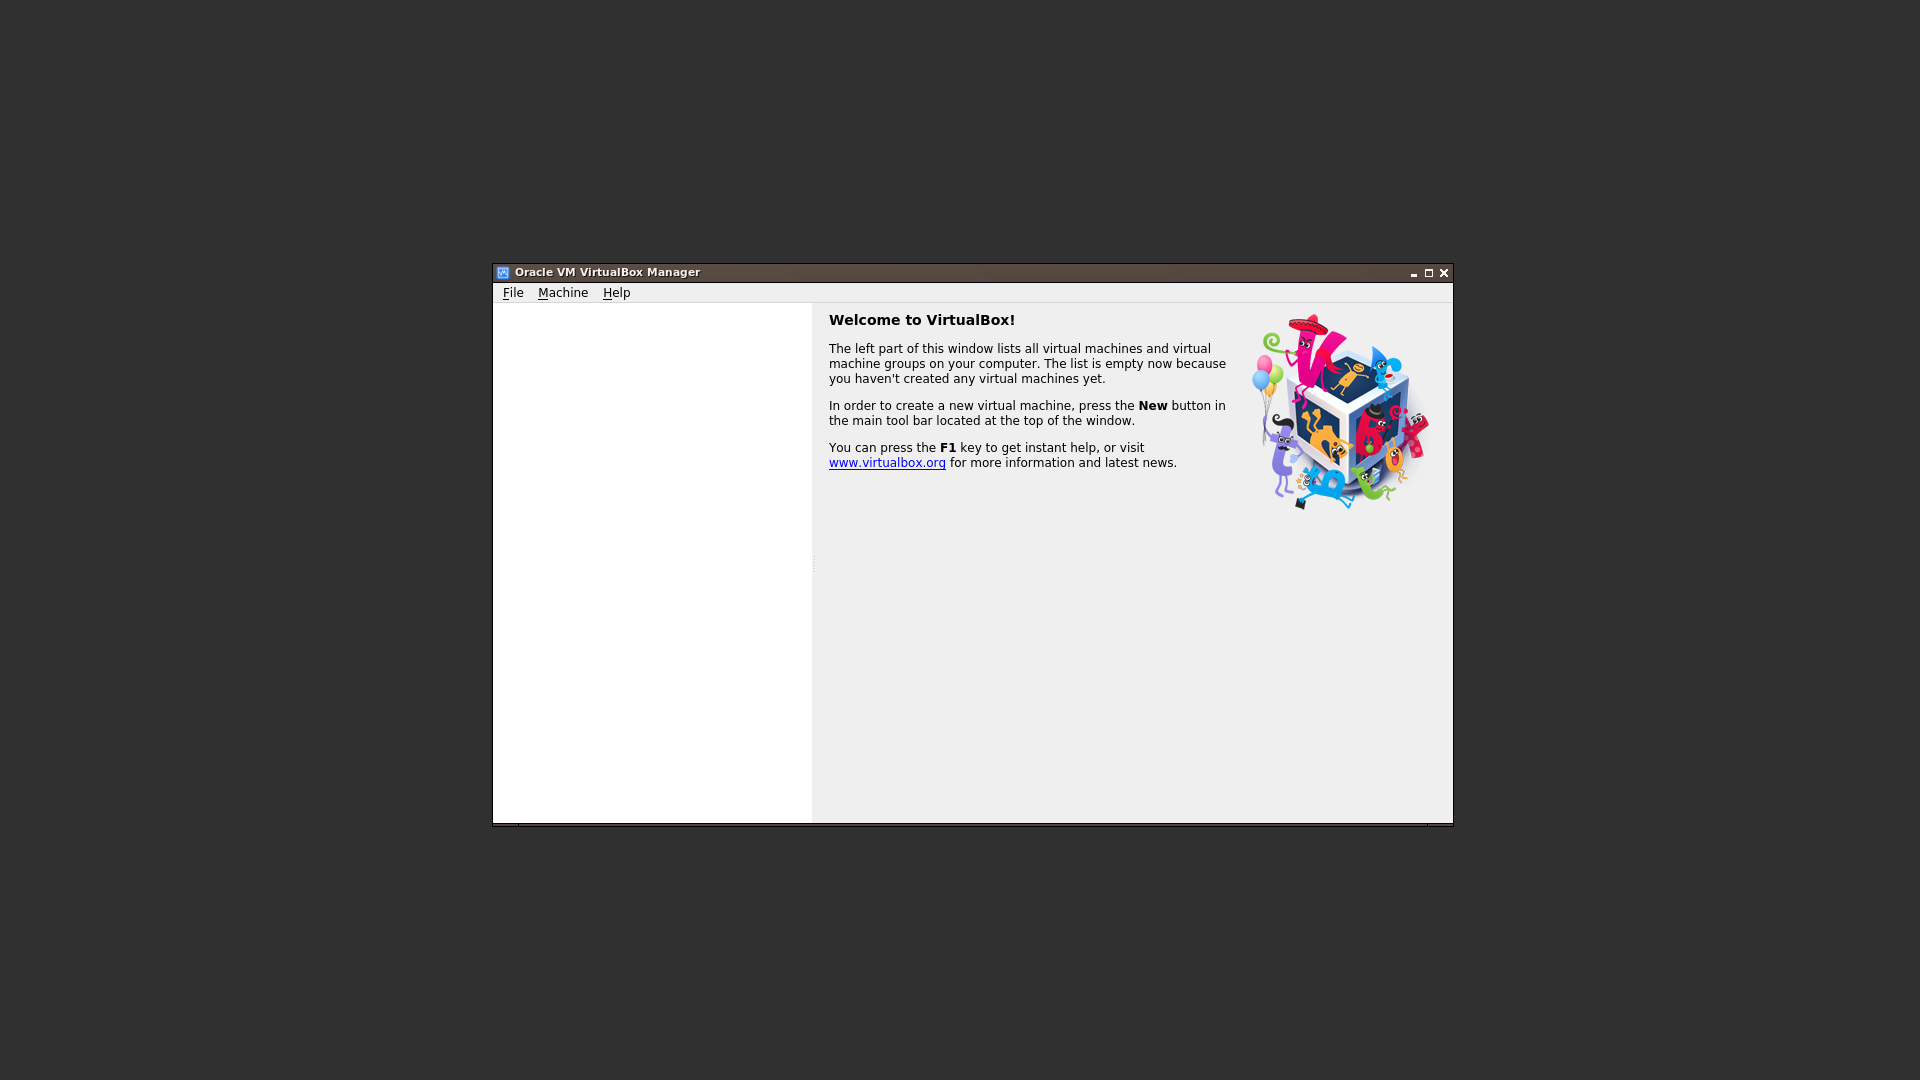 Oracle VM VirtualBox Manager
File Machine Help
Welcome to VirtualBox!
The left part of this window lists all virtual machines and virtual
machine groups on your computer. The list is empty now because
you haven't created any virtual machines yet.
In order to create a new virtual machine, press the New button in
the main tool bar located at the top of the window.
You can press the F1 key to get instant help, or visit
www.virtualbox.org for more information and latest news.